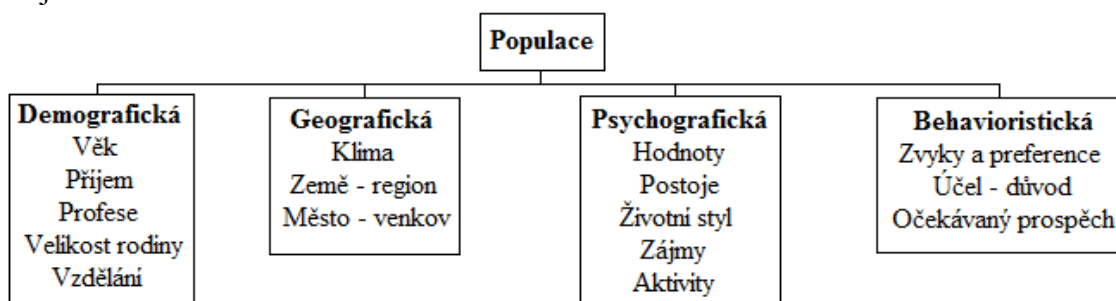 Populace
Demografická
Věk
Příjem
Profese
Velikost rodiny
Vzdělání
Geografická
Klima
Země - region
Město - venkov
Psychografická
Hodnoty
Postoje
Životní styl
Zájmy
Aktivity
Behavioristická
Zvyky a preference
Účel - důvod
Očekávaný prospěch